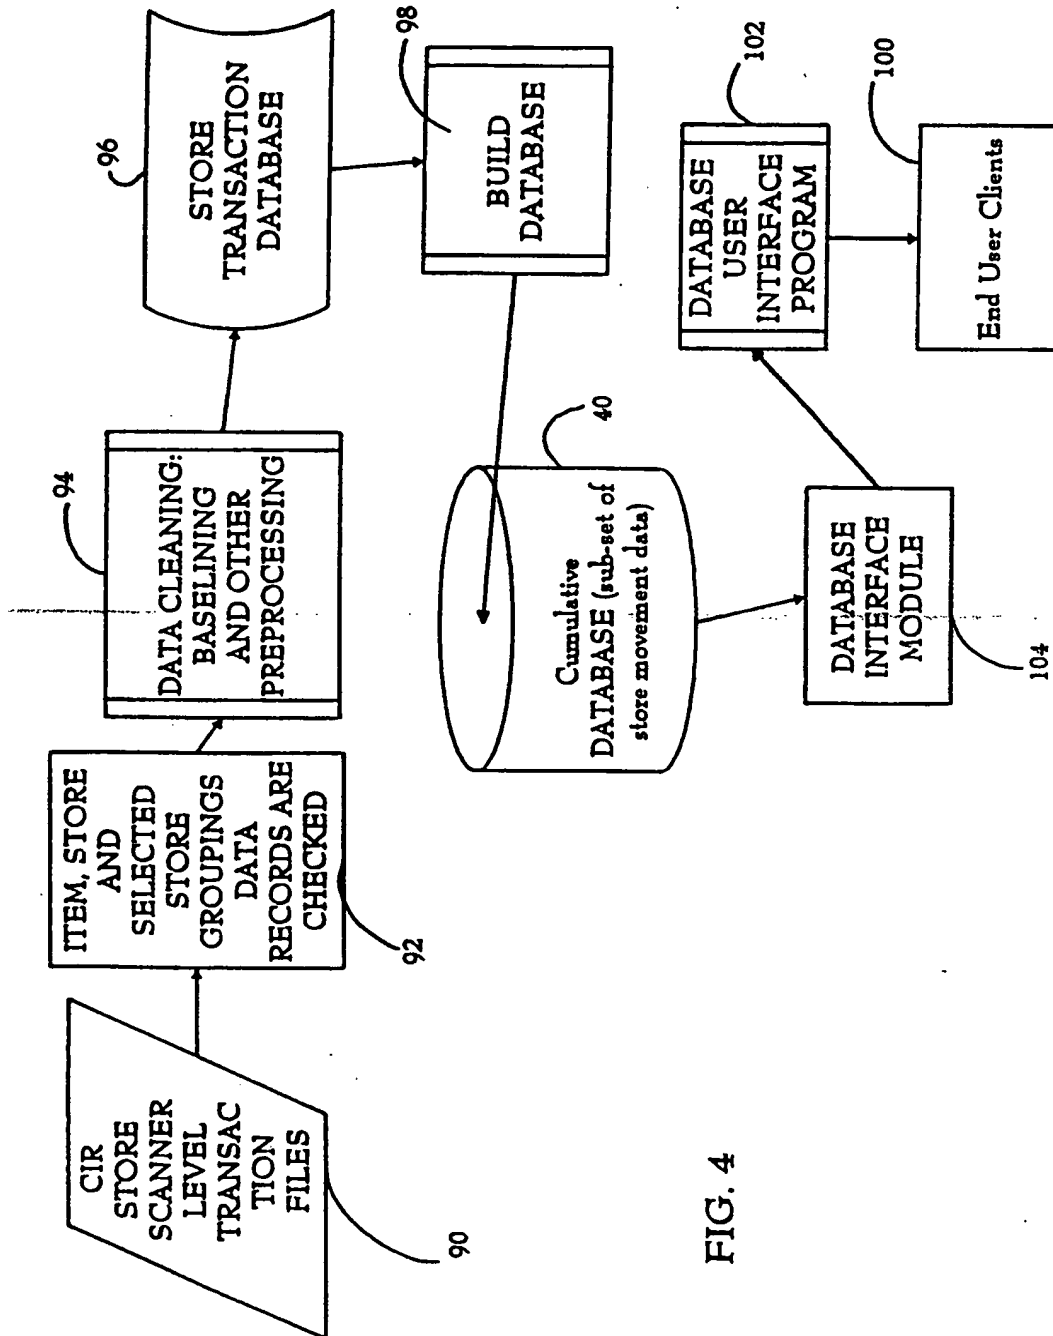 CIR
STORE
SCANNER
LEVEL
TRANSAC
TION
FILES
90
ITEM, STORE
AND
SELECTED
STORE
GROUPINGS
DATA
RECORDS ARE
CHECKED
92
DATA CLEANING:
BASELINING
AND OTHER
PREPROCESSING
94
STORE
TRANSACTION
DATABASE
96
BUILD
DATABASE
98
Cumulative
DATABASE (sub-set of
store movement data)
40
DATABASE
INTERFACE
MODULE
104
DATABASE
USER
INTERFACE
PROGRAM
102
End User Clients
100
FIG. 4